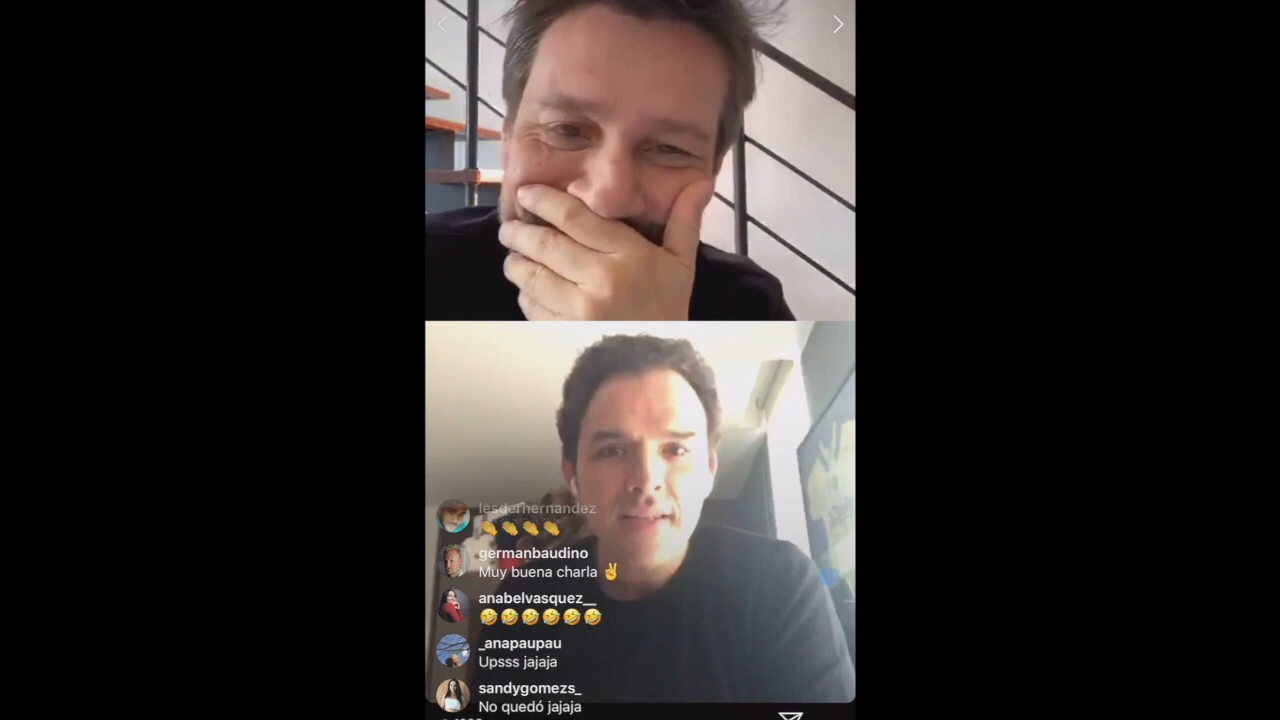 lesderhernandez
👏👏👏👏
germanbaudino
Muy buena charla ✌️
anabelvasquez__
🤣🤣🤣🤣🤣🤣
_anapaupau
Upsss jajaja
sandygomezs_
No quedó jajaja